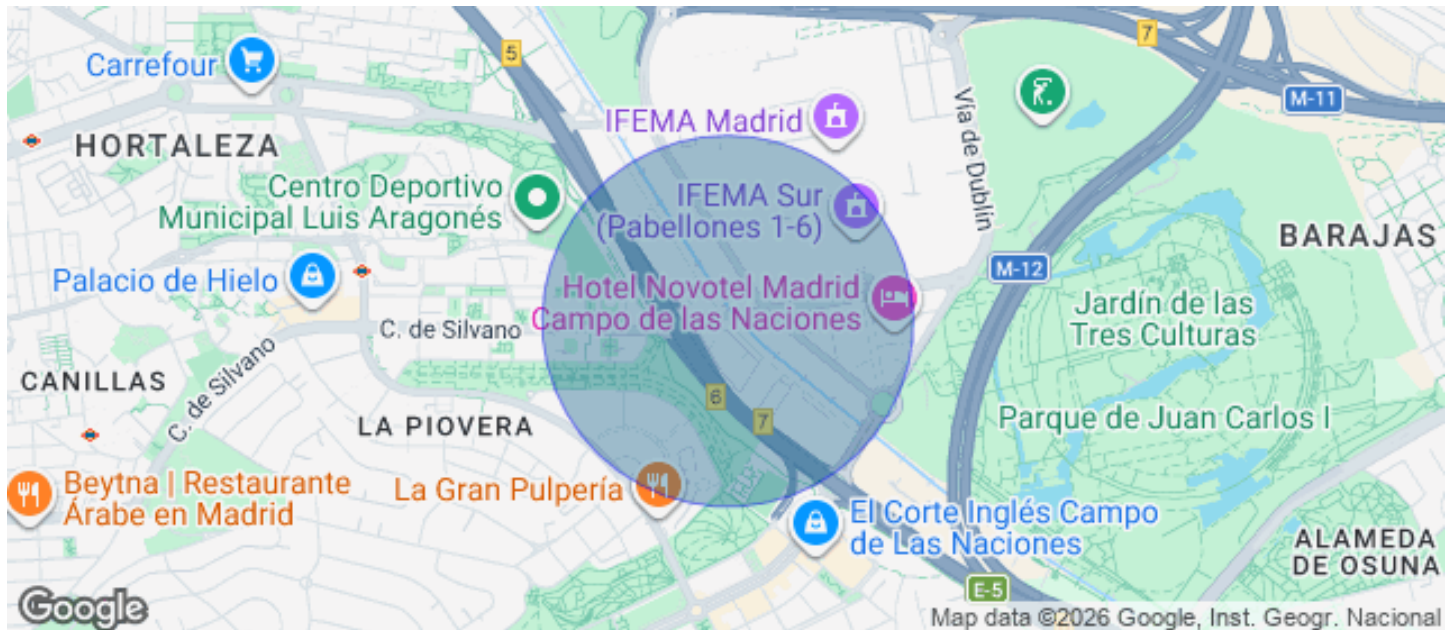 5
7
Carrefour
M-11
IFEMA Madrid
HORTALEZA
Vía de Dublín
Centro Deportivo
Municipal Luis Aragonés
IFEMA Sur
(Pabellones 1-6)
BARAJAS
M-12
Palacio de Hielo
Hotel Novotel Madrid
Campo de las Naciones
Jardín de las
Tres Culturas
C. de Silvano
CANILLAS
C. de Silvano
6
7
LA PIOVERA
Parque de Juan Carlos I
Beytna | Restaurante
Árabe en Madrid
La Gran Pulpería
El Corte Inglés Campo
de Las Naciones
ALAMEDA
DE OSUNA
E-5
Google
Map data ©2026 Google, Inst. Geogr. Nacional